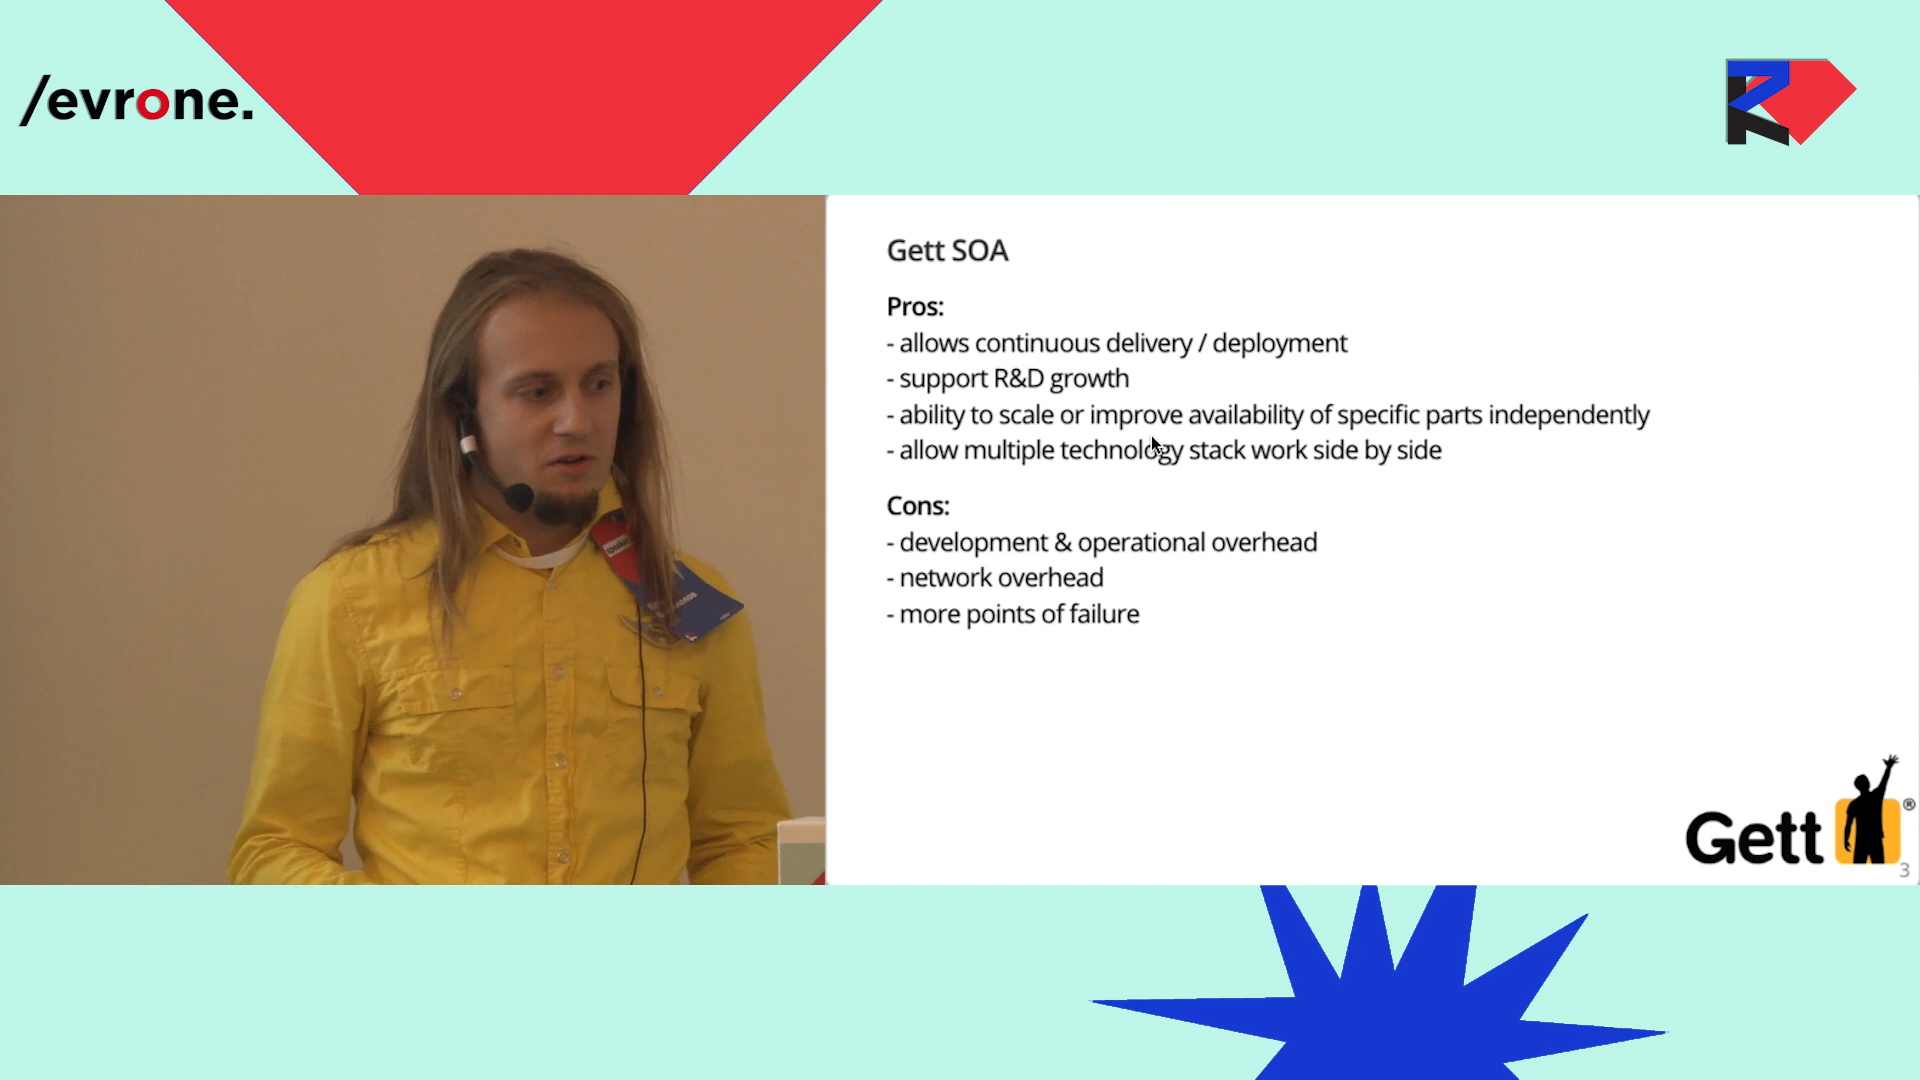 /evrone.
Gett SOA
Pros:
- allows continuous delivery / deployment
- support R&D growth
- ability to scale or improve availability of specific parts independently
- allow multiple technology stack work side by side
Cons:
- development & operational overhead
- network overhead
- more points of failure
Gett®
3